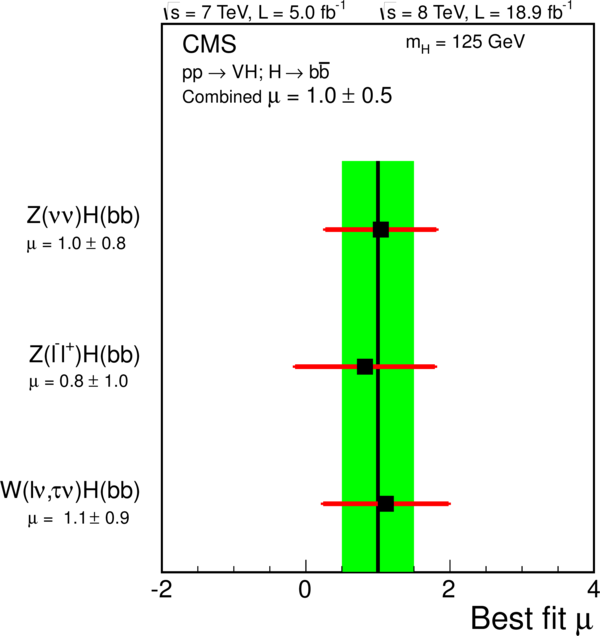 √s = 7 TeV, L = 5.0 fb⁻¹ √s = 8 TeV, L = 18.9 fb⁻¹
CMS m_H = 125 GeV
pp → VH; H → bb̅
Combined μ = 1.0 ± 0.5
Z(νν)H(bb)
μ = 1.0 ± 0.8
Z(l⁻l⁺)H(bb)
μ = 0.8 ± 1.0
W(lν,τν)H(bb)
μ = 1.1 ± 0.9
-2 0 2 4
Best fit μ